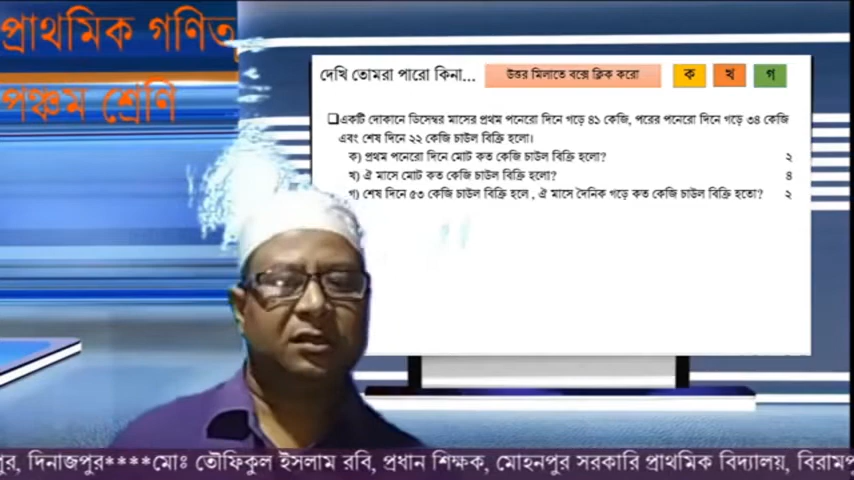 প্রাথমিক গণিত
পঞ্চম শ্রেণি
দেখি তোমরা পারো কিনা... উত্তর মিলাতে বক্সে ক্লিক করো ক খ গ
❑একটি দোকানে ডিসেম্বর মাসের প্রথম পনেরো দিনে গড়ে ৪১ কেজি, পরের পনেরো দিনে গড়ে ৩৪ কেজি
এবং শেষ দিনে ২২ কেজি চাউল বিক্রি হলো।
ক) প্রথম পনেরো দিনে মোট কত কেজি চাউল বিক্রি হলো? ২
খ) ঐ মাসে মোট কত কেজি চাউল বিক্রি হলো? ৪
গ) শেষ দিনে ৫৩ কেজি চাউল বিক্রি হলে , ঐ মাসে দৈনিক গড়ে কত কেজি চাউল বিক্রি হতো? ২
পুর, দিনাজপুর****মোঃ তৌফিকুল ইসলাম রবি, প্রধান শিক্ষক, মোহনপুর সরকারি প্রাথমিক বিদ্যালয়, বিরামপু